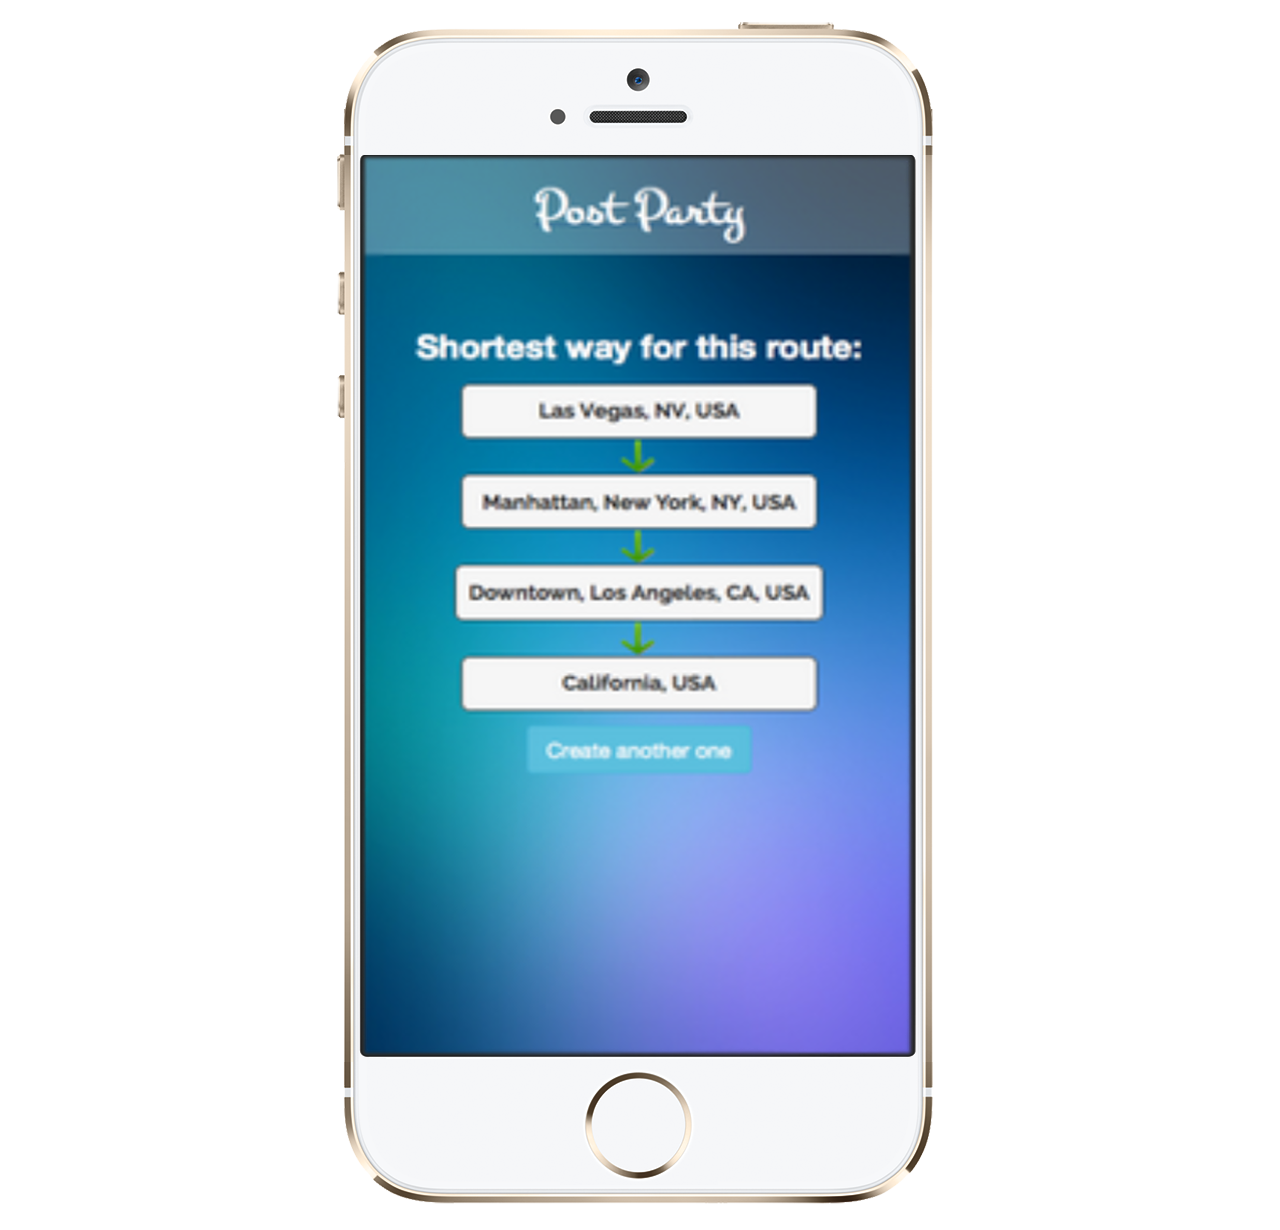 Post Party
Shortest way for this route:
Las Vegas, NV, USA
Manhattan, New York, NY, USA
Downtown, Los Angeles, CA, USA
California, USA
Create another one